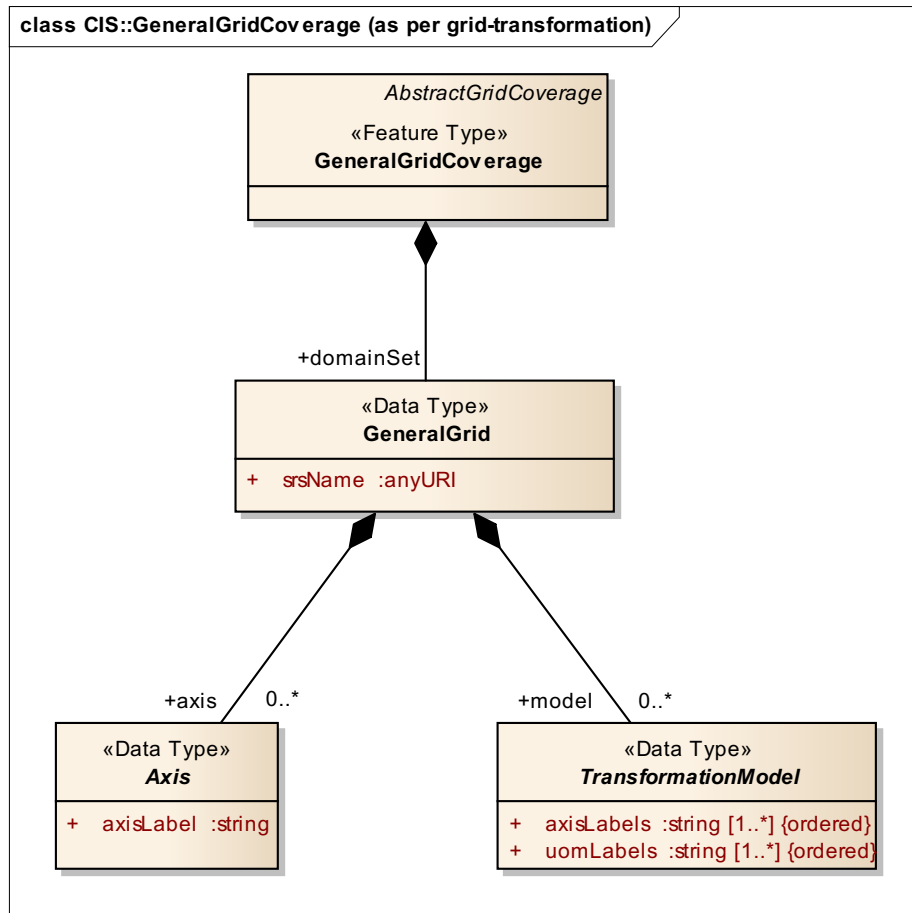 class CIS::GeneralGridCoverage (as per grid-transformation)
AbstractGridCoverage
«Feature Type»
GeneralGridCoverage
+domainSet
«Data Type»
GeneralGrid
+ srsName :anyURI
+axis 0..*
+model 0..*
«Data Type»
Axis
+ axisLabel :string
«Data Type»
TransformationModel
+ axisLabels :string [1..*] {ordered}
+ uomLabels :string [1..*] {ordered}